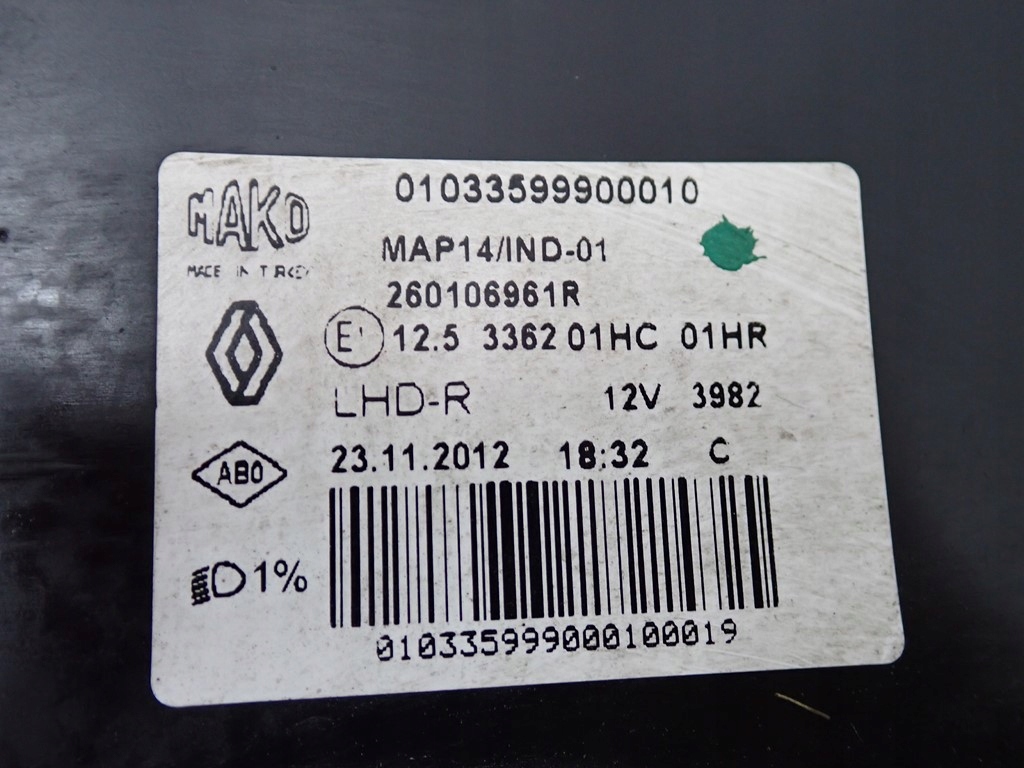 MAKO
MADE IN TURKEY
01033599900010
MAP14/IND-01
260106961R
E1 12.5 3362 01HC 01HR
LHD-R 12V 3982
23.11.2012 18:32 C
ABO
1%
010335999000100019